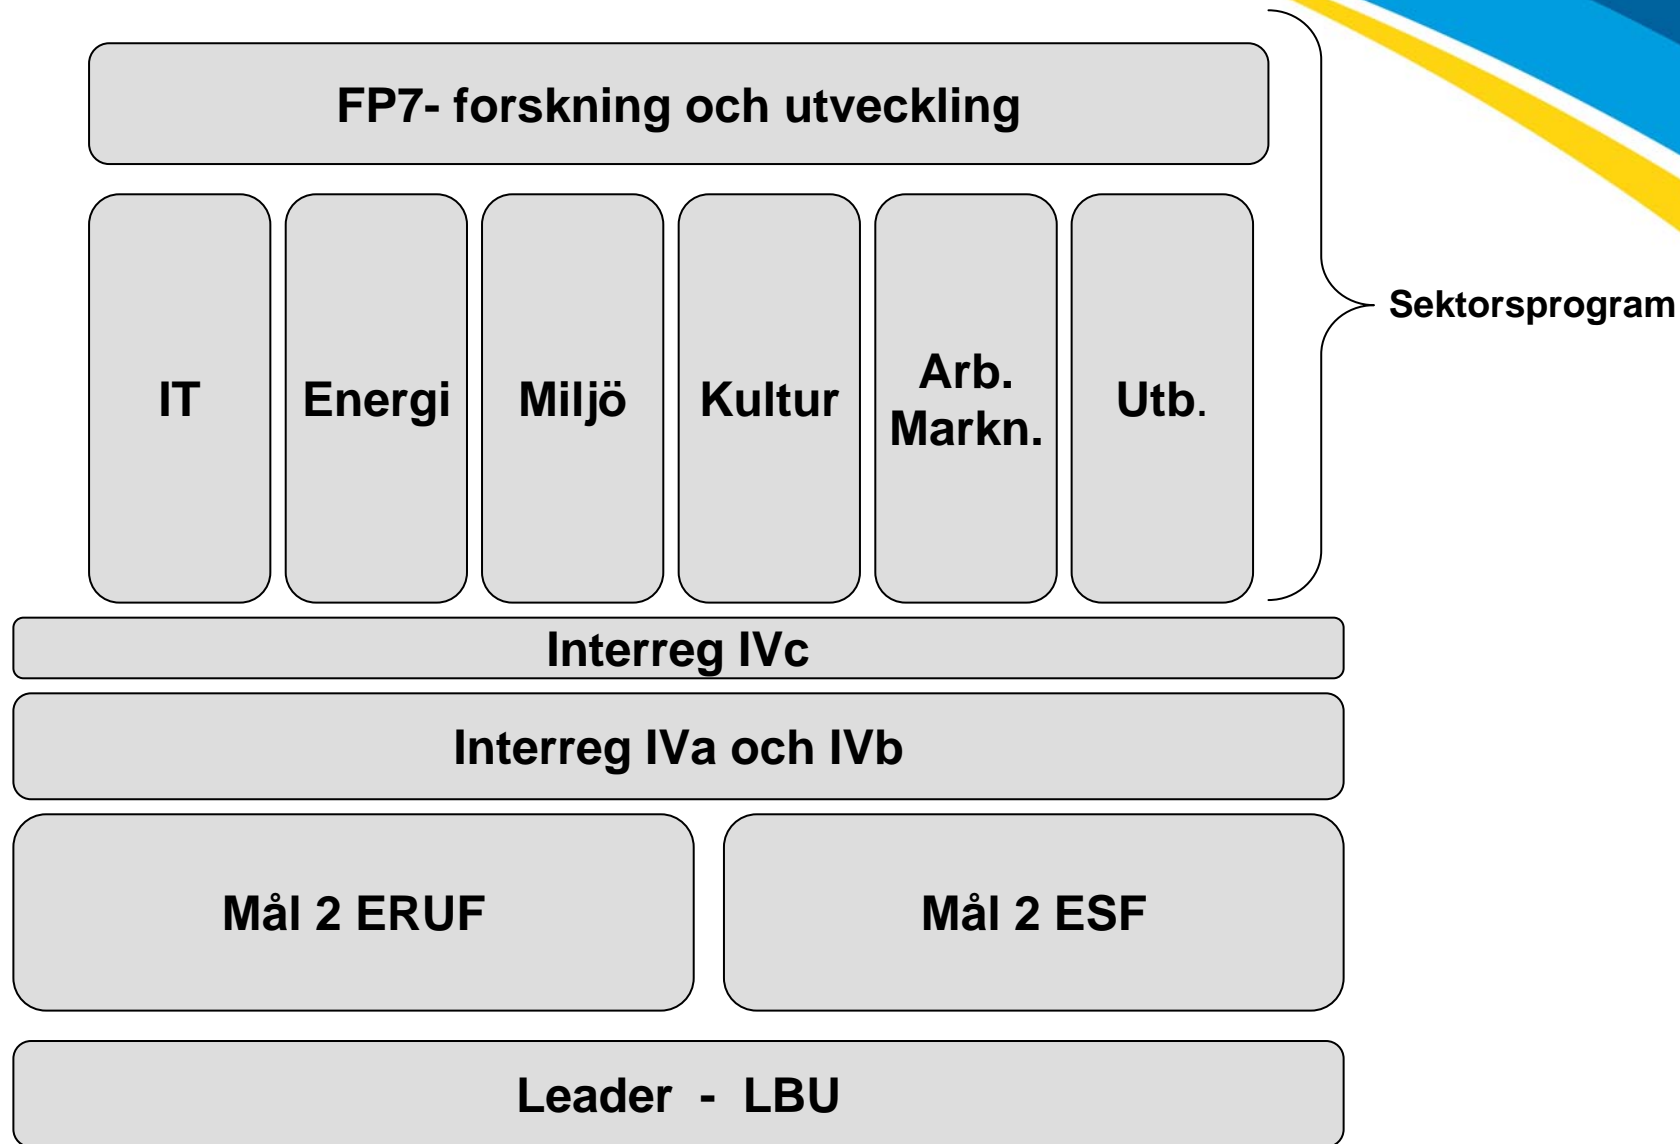 FP7- forskning och utveckling
Sektorsprogram
IT
Energi
Miljö
Kultur
Arb.
Markn.
Utb.
Interreg IVc
Interreg IVa och IVb
Mål 2 ERUF
Mål 2 ESF
Leader - LBU